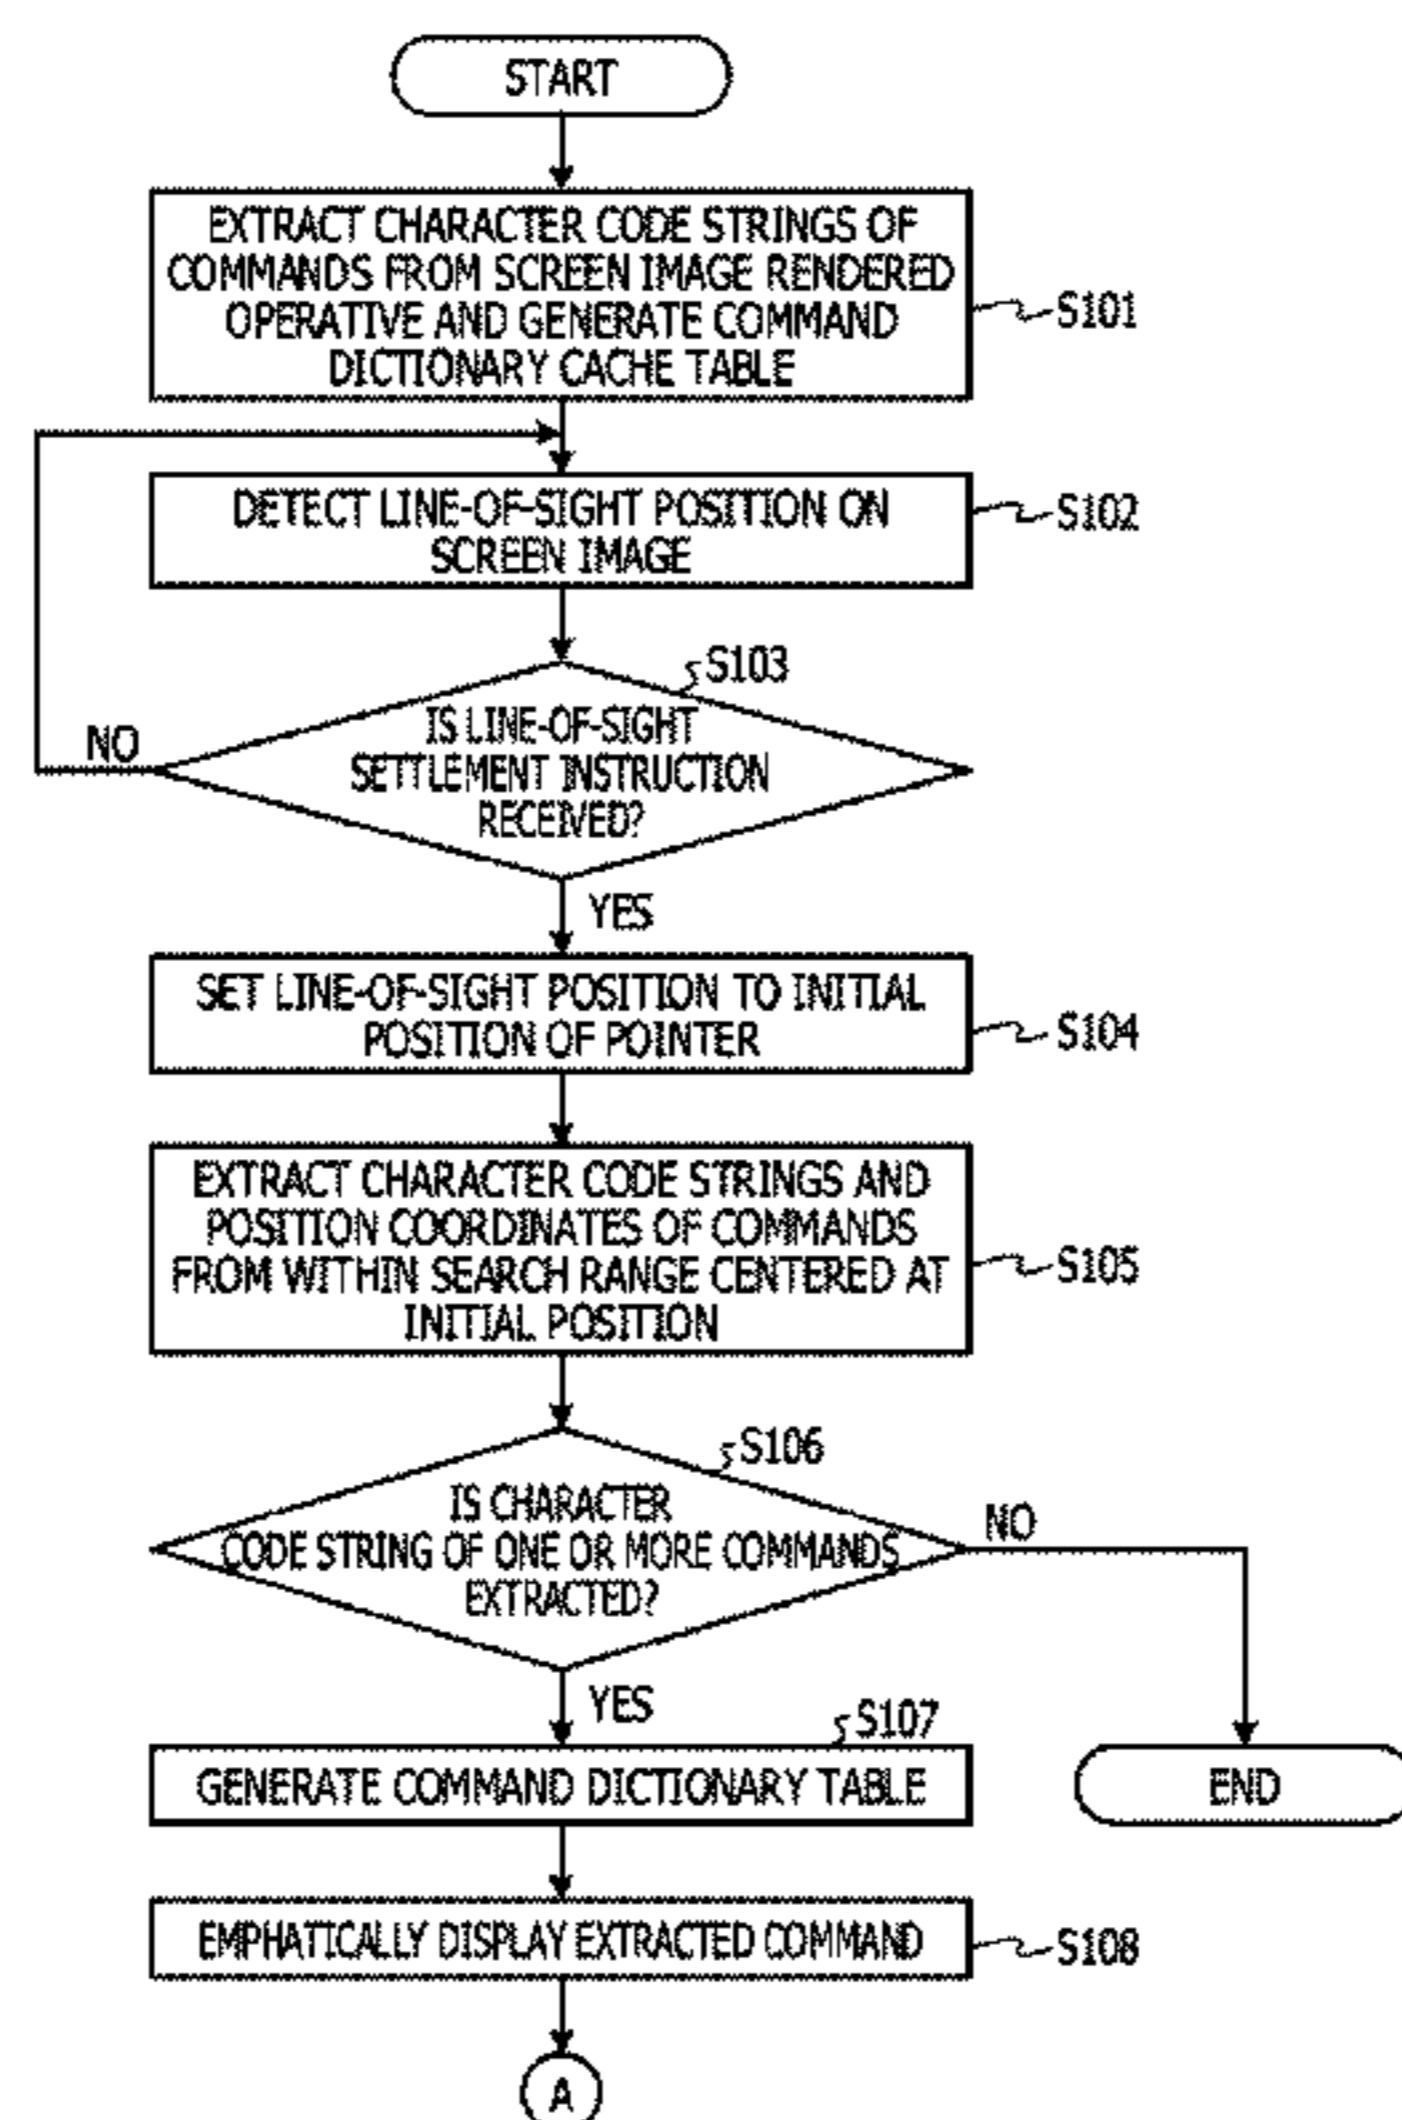 START
EXTRACT CHARACTER CODE STRINGS OF
COMMANDS FROM SCREEN IMAGE RENDERED
OPERATIVE AND GENERATE COMMAND
DICTIONARY CACHE TABLE
S101
DETECT LINE-OF-SIGHT POSITION ON
SCREEN IMAGE
S102
S103
IS LINE-OF-SIGHT
SETTLEMENT INSTRUCTION
RECEIVED?
NO
YES
SET LINE-OF-SIGHT POSITION TO INITIAL
POSITION OF POINTER
S104
EXTRACT CHARACTER CODE STRINGS AND
POSITION COORDINATES OF COMMANDS
FROM WITHIN SEARCH RANGE CENTERED AT
INITIAL POSITION
S105
S106
IS CHARACTER
CODE STRING OF ONE OR MORE COMMANDS
EXTRACTED?
NO
YES
S107
GENERATE COMMAND DICTIONARY TABLE
END
EMPHATICALLY DISPLAY EXTRACTED COMMAND
S108
A